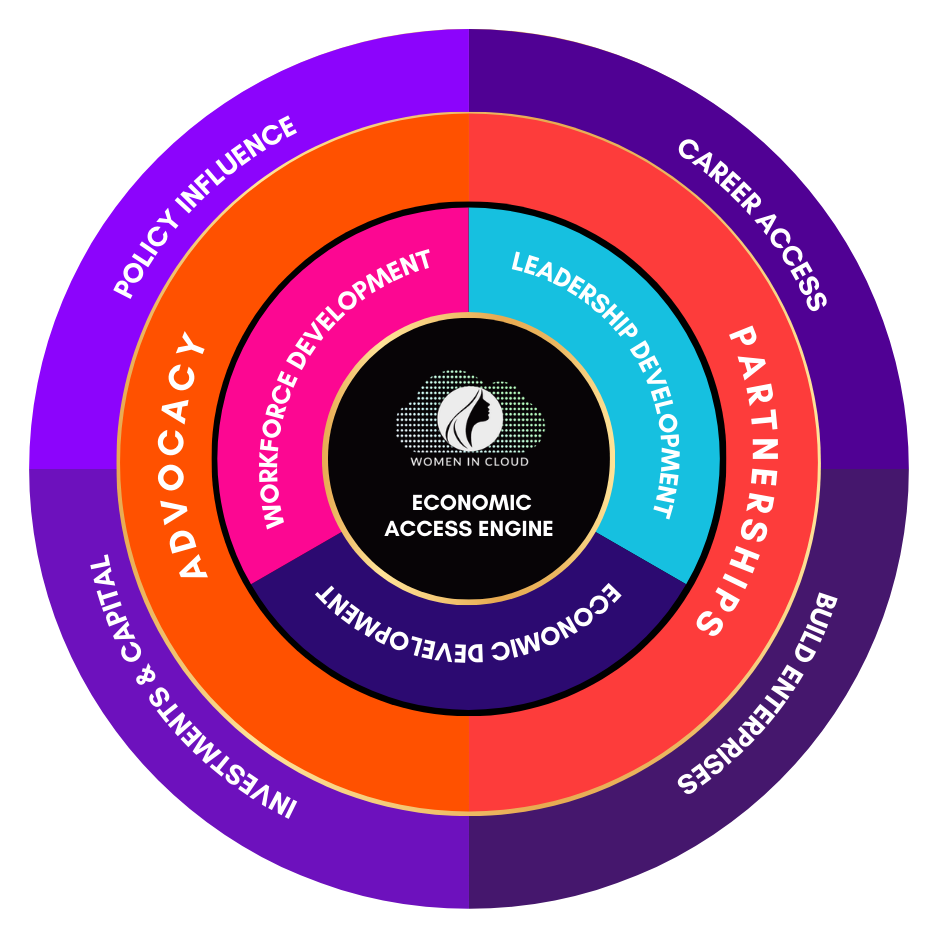 POLICY INFLUENCE
CAREER ACCESS
ADVOCACY
PARTNERSHIPS
WORKFORCE DEVELOPMENT
LEADERSHIP DEVELOPMENT
WOMEN IN CLOUD
ECONOMIC
ACCESS ENGINE
ECONOMIC DEVELOPMENT
INVESTMENTS & CAPITAL
BUILD ENTERPRISES